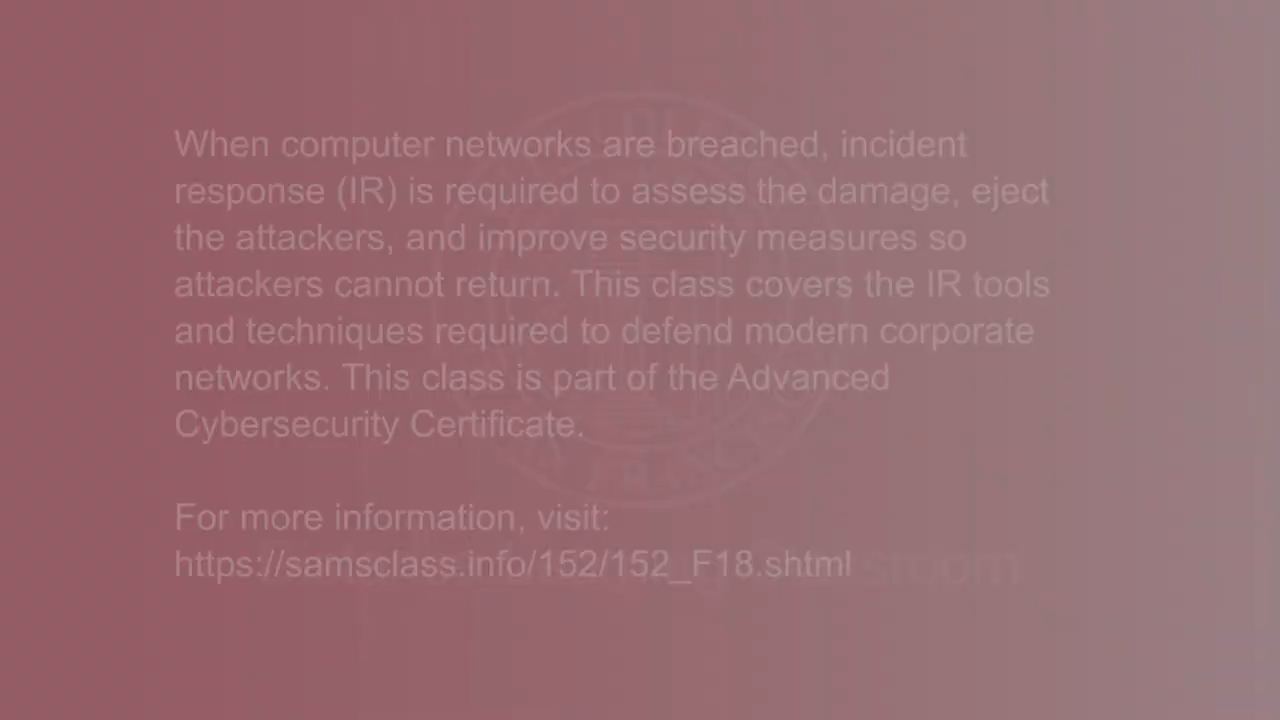 When computer networks are breached, incident
response (IR) is required to assess the damage, eject
the attackers, and improve security measures so
attackers cannot return. This class covers the IR tools
and techniques required to defend modern corporate
networks. This class is part of the Advanced
Cybersecurity Certificate.
For more information, visit:
https://samsclass.info/152/152_F18.shtml